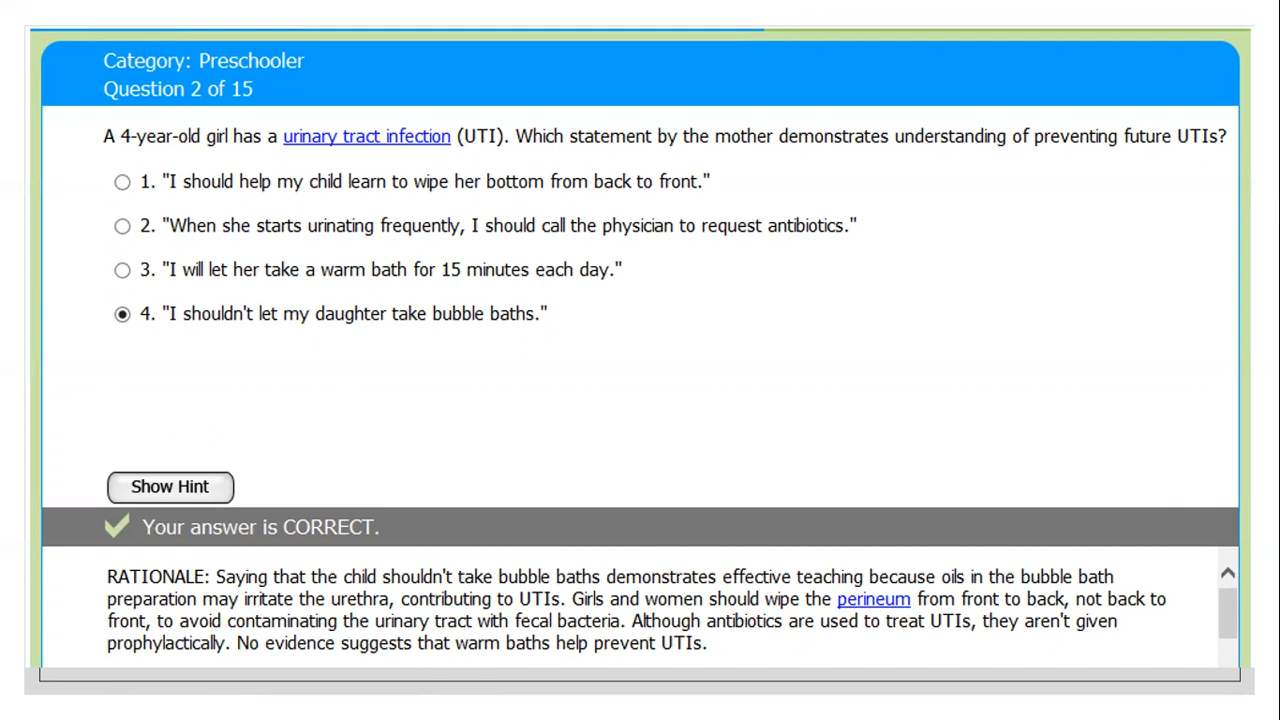 Category: Preschooler
Question 2 of 15
A 4-year-old girl has a urinary tract infection (UTI). Which statement by the mother demonstrates understanding of preventing future UTIs?
1. "I should help my child learn to wipe her bottom from back to front."
2. "When she starts urinating frequently, I should call the physician to request antibiotics."
3. "I will let her take a warm bath for 15 minutes each day."
4. "I shouldn't let my daughter take bubble baths."
Show Hint
Your answer is CORRECT.
RATIONALE: Saying that the child shouldn't take bubble baths demonstrates effective teaching because oils in the bubble bath
preparation may irritate the urethra, contributing to UTIs. Girls and women should wipe the perineum from front to back, not back to
front, to avoid contaminating the urinary tract with fecal bacteria. Although antibiotics are used to treat UTIs, they aren't given
prophylactically. No evidence suggests that warm baths help prevent UTIs.